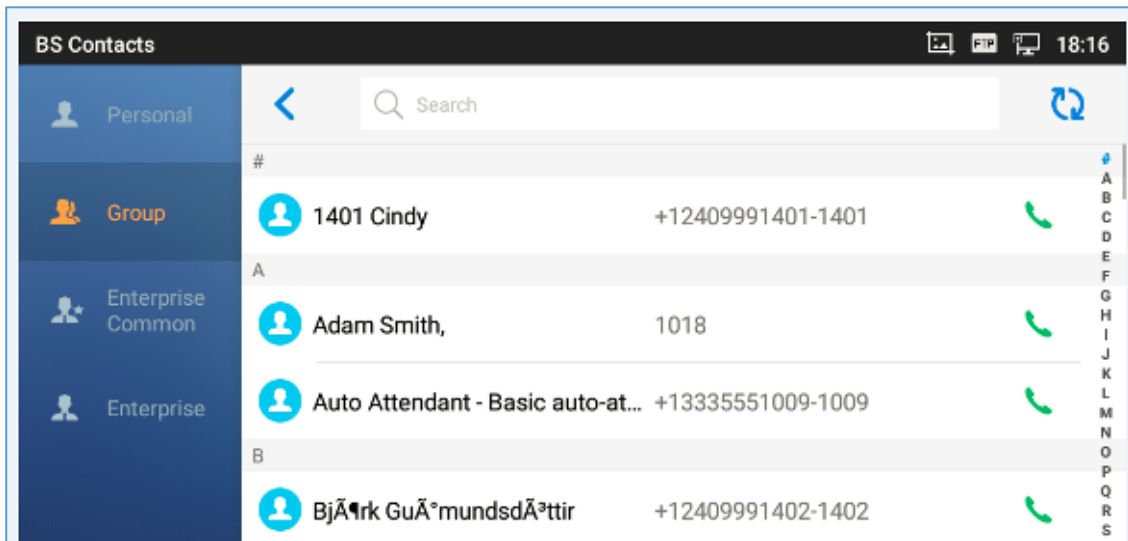 BS Contacts
FTP
18:16
Personal
Group
Enterprise
Common
Enterprise
Search
#
1401 Cindy +12409991401-1401
A
Adam Smith, 1018
Auto Attendant - Basic auto-at... +13335551009-1009
B
BjÃ¶rk GuÃ°mundsdÃ³ttir +12409991402-1402
#
A
B
C
D
E
F
G
H
I
J
K
L
M
N
O
P
Q
R
S